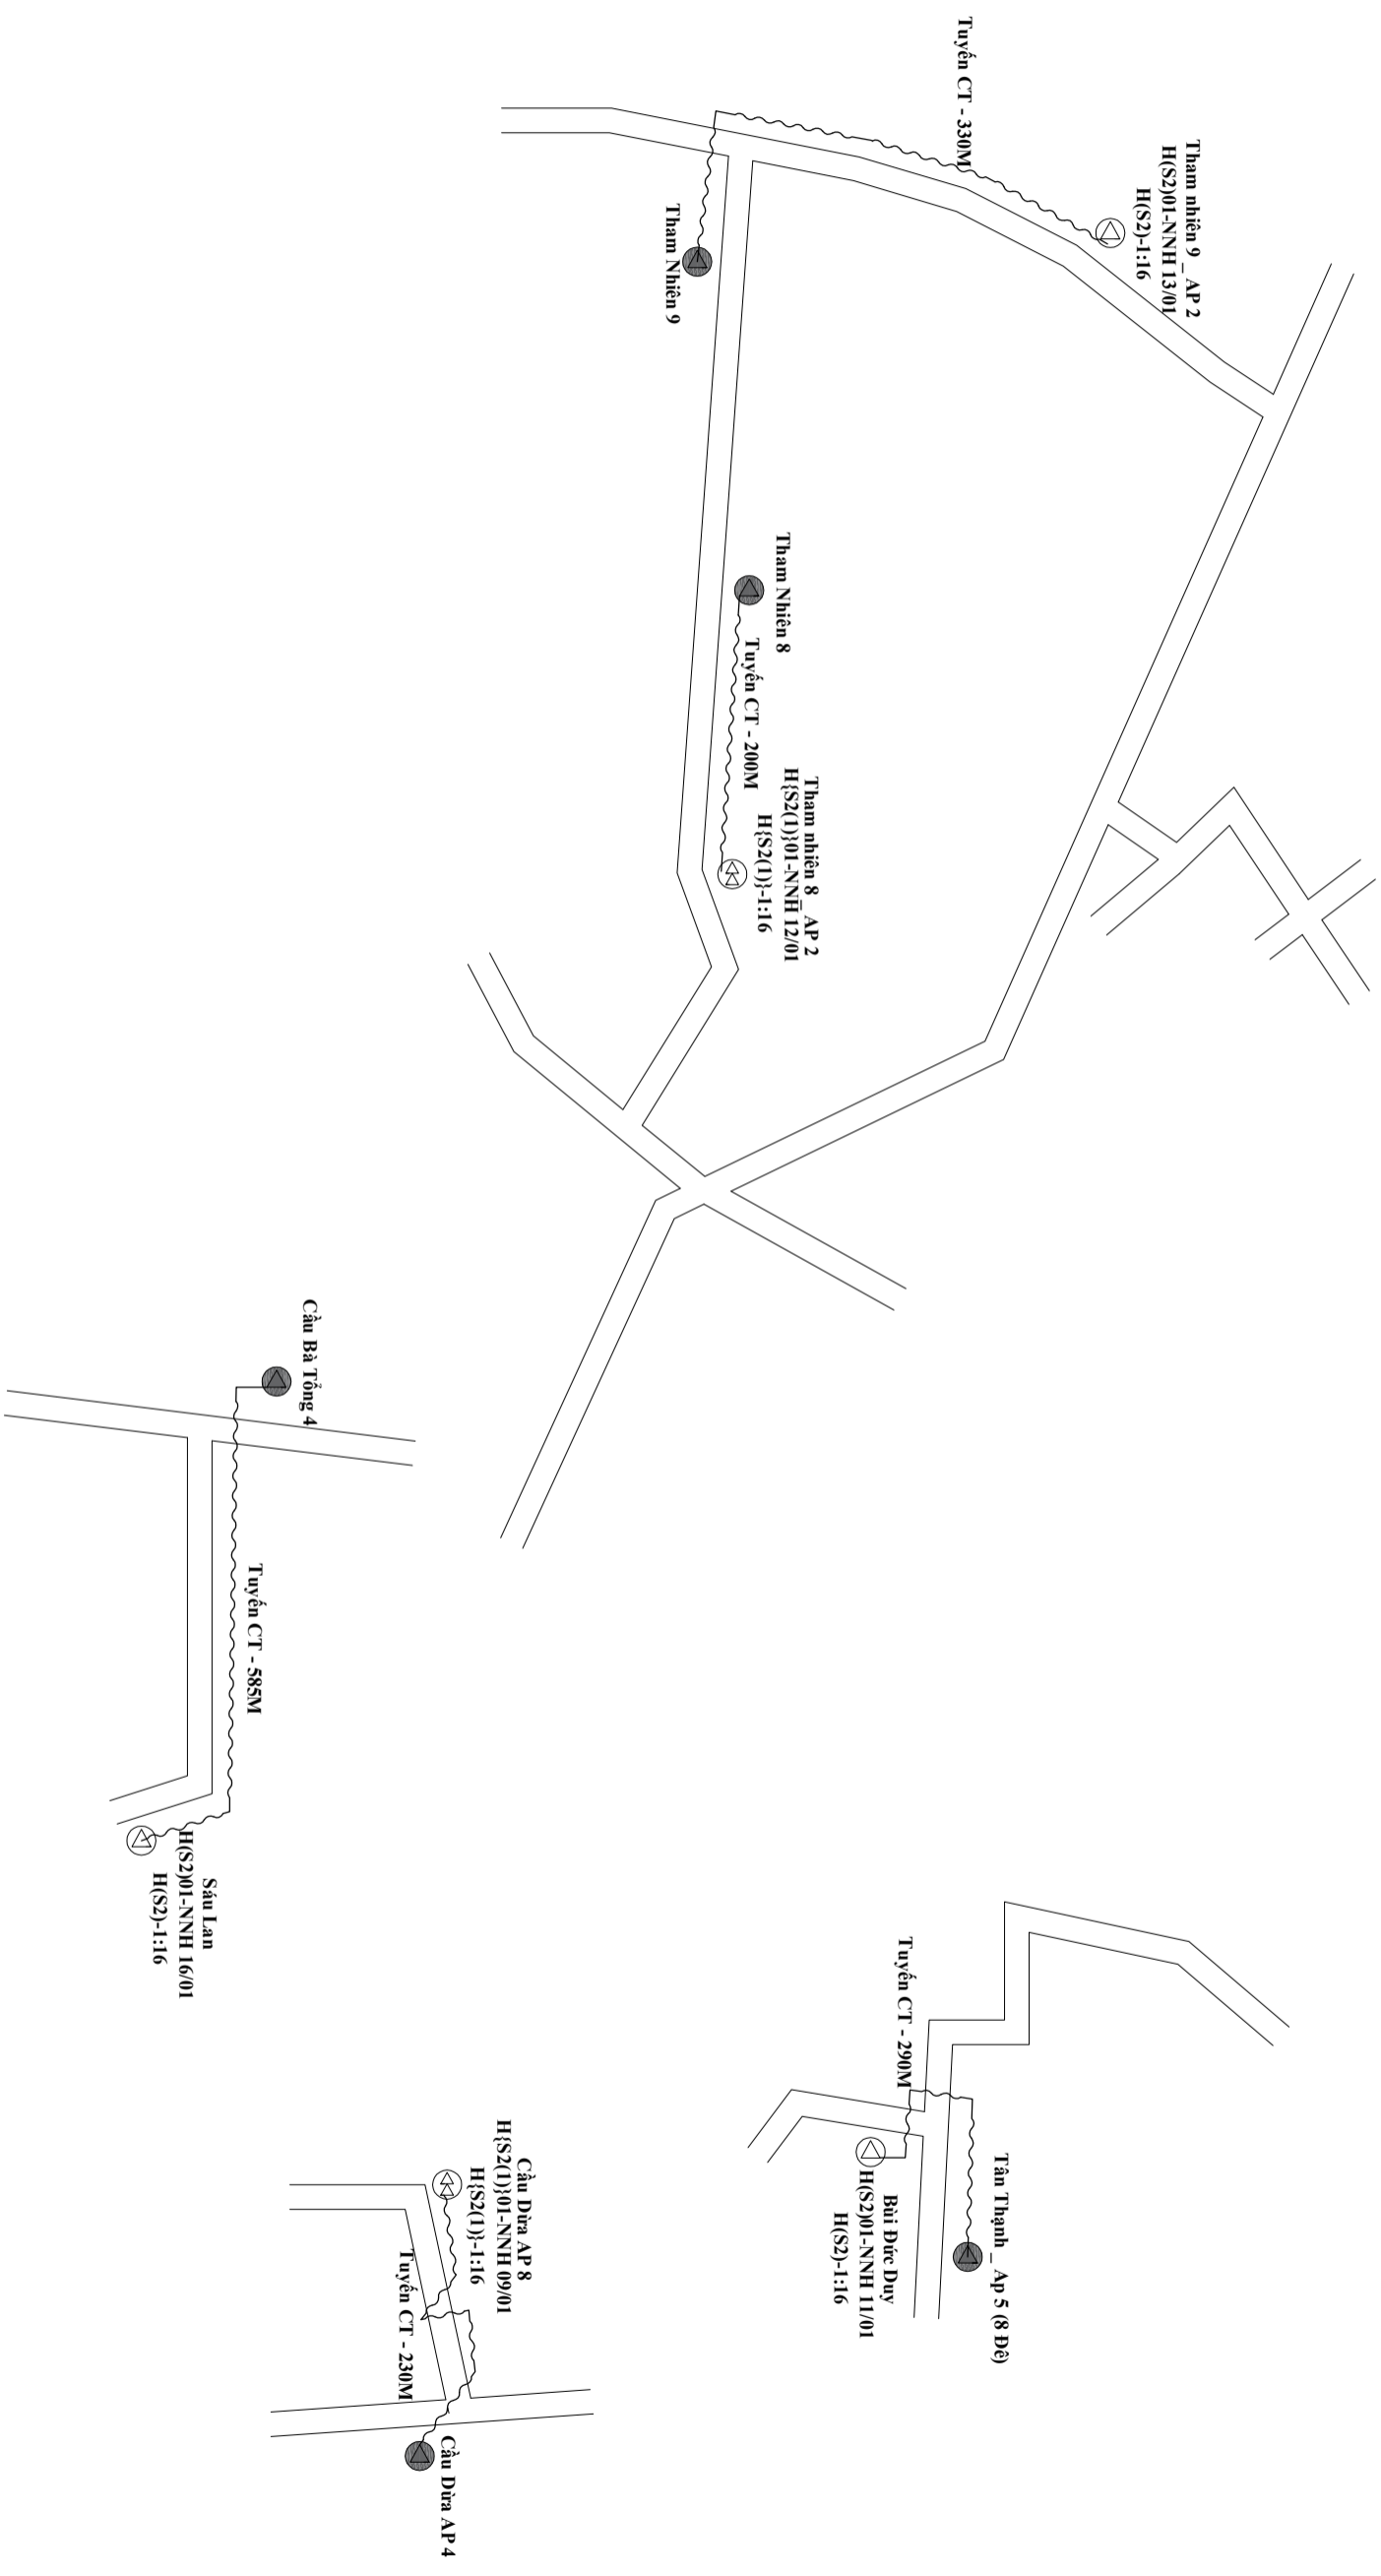 Tham nhiên 9 _ AP 2
H(S2)01-NNH 13/01
H(S2)-1:16
Tuyến CT - 330M
Tham Nhiên 9
Tham Nhiên 8
Tuyến CT - 200M
Tham nhiên 8 _ AP 2
H{S2(1)}01-NNH 12/01
H{S2(1)}-1:16
Cầu Bà Tổng 4
Tuyến CT - 585M
Sáu Lan
H(S2)01-NNH 16/01
H(S2)-1:16
Tân Thạnh _ Ap 5 (8 Đê)
Tuyến CT - 290M
Bùi Đức Duy
H(S2)01-NNH 11/01
H(S2)-1:16
Cầu Dừa AP 8
H{S2(1)}01-NNH 09/01
H{S2(1)}-1:16
Tuyến CT - 230M
Cầu Dừa AP 4